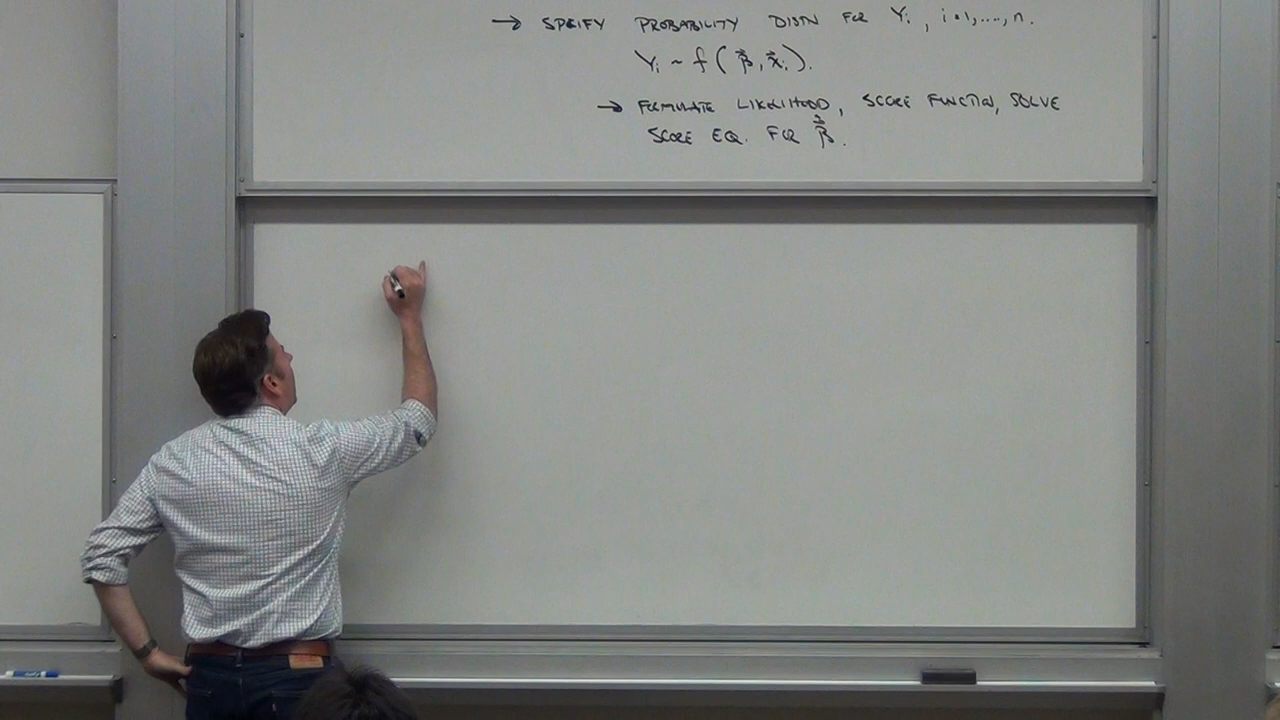 → SPECIFY PROBABILITY DISTN FOR Yᵢ, i=1,...,n.
Yᵢ ~ f(β⃗, x⃗ᵢ).
→ FORMULATE LIKELIHOOD, SCORE FUNCTION, SOLVE
SCORE EQ. FOR β̂⃗.